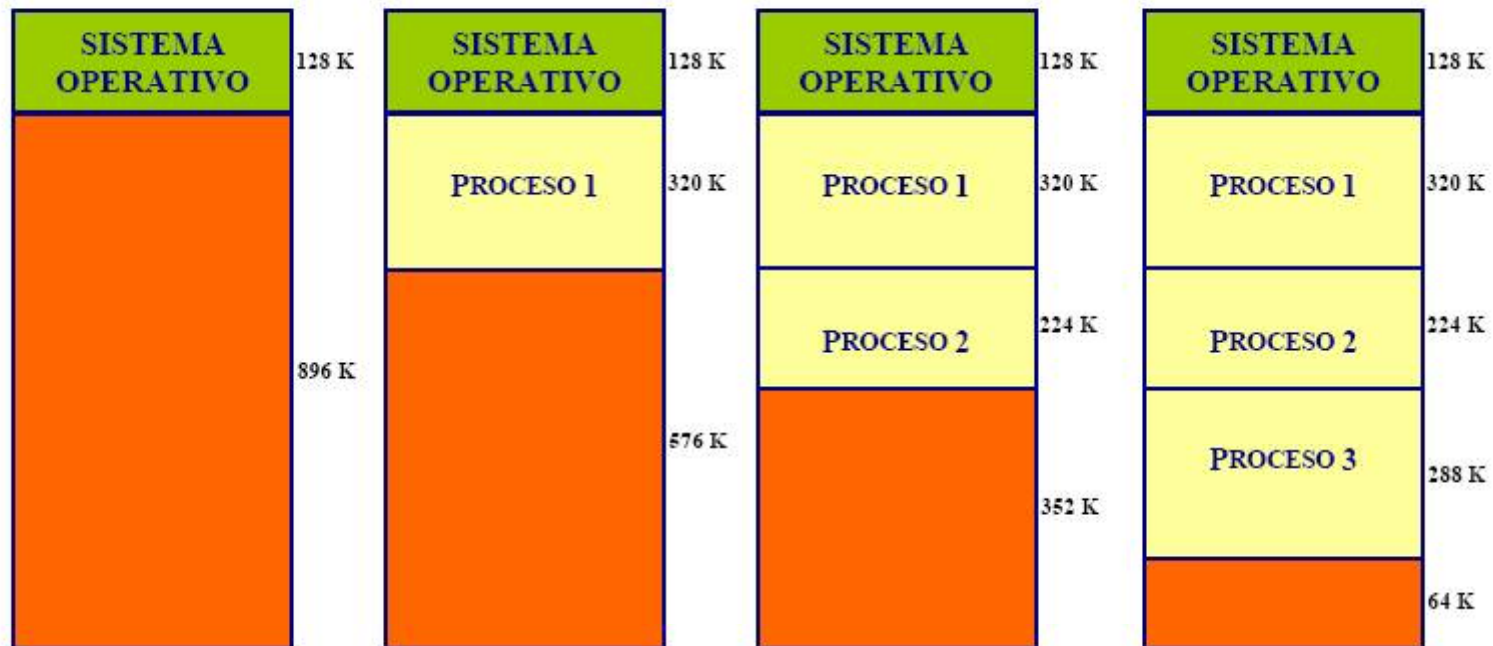 SISTEMA
OPERATIVO
128 K
896 K
SISTEMA
OPERATIVO
128 K
PROCESO 1
320 K
576 K
SISTEMA
OPERATIVO
128 K
PROCESO 1
320 K
PROCESO 2
224 K
352 K
SISTEMA
OPERATIVO
128 K
PROCESO 1
320 K
PROCESO 2
224 K
PROCESO 3
288 K
64 K